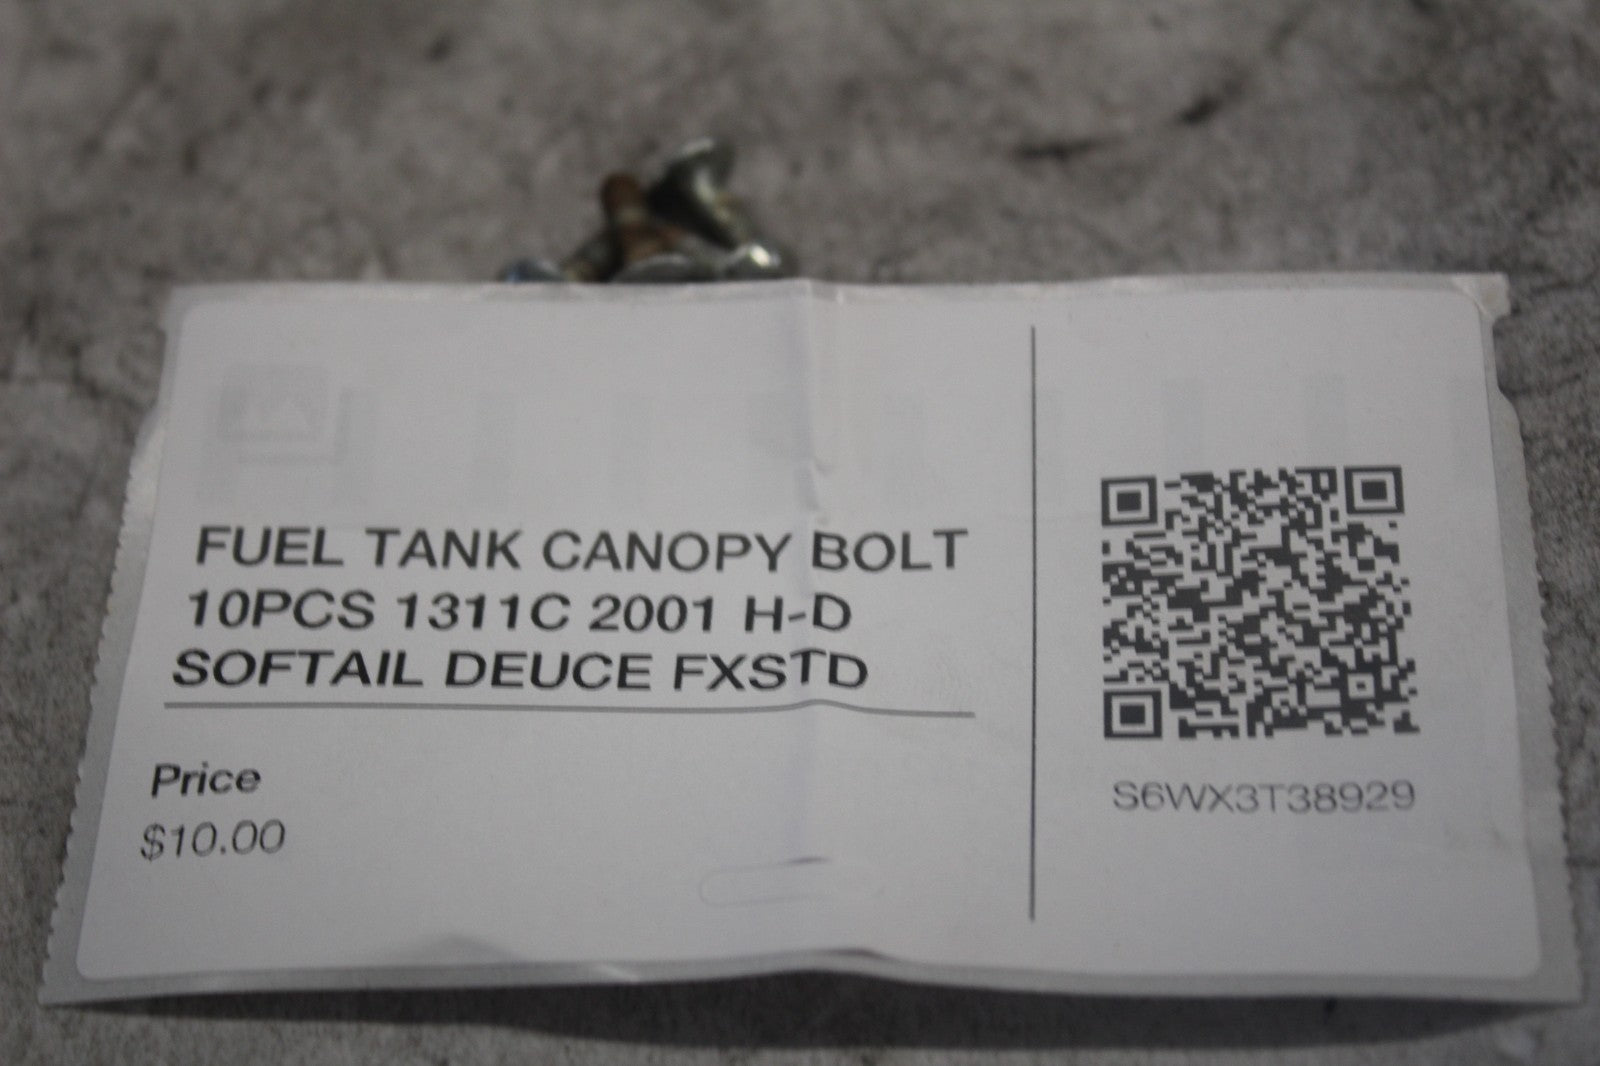 FUEL TANK CANOPY BOLT
10PCS 1311C 2001 H-D
SOFTAIL DEUCE FXSTD
Price
$10.00
S6WX3T38929